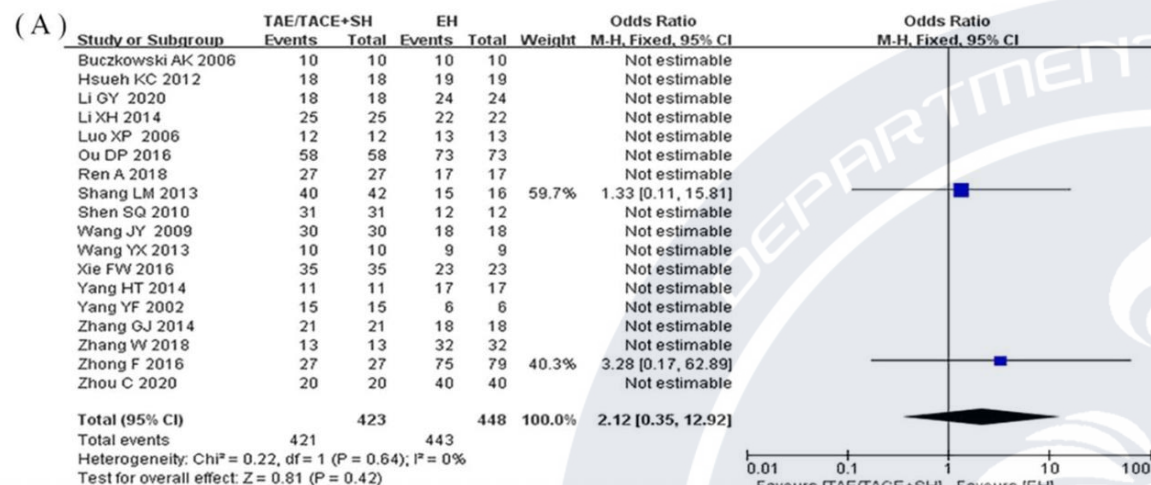 (A)
TAE/TACE+SH EH Odds Ratio Odds Ratio
Study or Subgroup Events Total Events Total Weight M-H, Fixed, 95% CI M-H, Fixed, 95% CI
Buczkowski AK 2006 10 10 10 10 Not estimable
Hsueh KC 2012 18 18 19 19 Not estimable
Li GY 2020 18 18 24 24 Not estimable
Li XH 2014 25 25 22 22 Not estimable
Luo XP 2006 12 12 13 13 Not estimable
Ou DP 2016 58 58 73 73 Not estimable
Ren A 2018 27 27 17 17 Not estimable
Shang LM 2013 40 42 15 16 59.7% 1.33 [0.11, 15.81]
Shen SQ 2010 31 31 12 12 Not estimable
Wang JY 2009 30 30 18 18 Not estimable
Wang YX 2013 10 10 9 9 Not estimable
Xie FW 2016 35 35 23 23 Not estimable
Yang HT 2014 11 11 17 17 Not estimable
Yang YF 2002 15 15 6 6 Not estimable
Zhang GJ 2014 21 21 18 18 Not estimable
Zhang W 2018 13 13 32 32 Not estimable
Zhong F 2016 27 27 75 79 40.3% 3.28 [0.17, 62.89]
Zhou C 2020 20 20 40 40 Not estimable
Total (95% CI) 423 448 100.0% 2.12 [0.35, 12.92]
Total events 421 443
Heterogeneity: Chi² = 0.22, df = 1 (P = 0.64); I² = 0%
Test for overall effect: Z = 0.81 (P = 0.42)
0.01 0.1 1 10 100
Favours [TAE/TACE+SH] Favours [EH]
DEPARTMENT